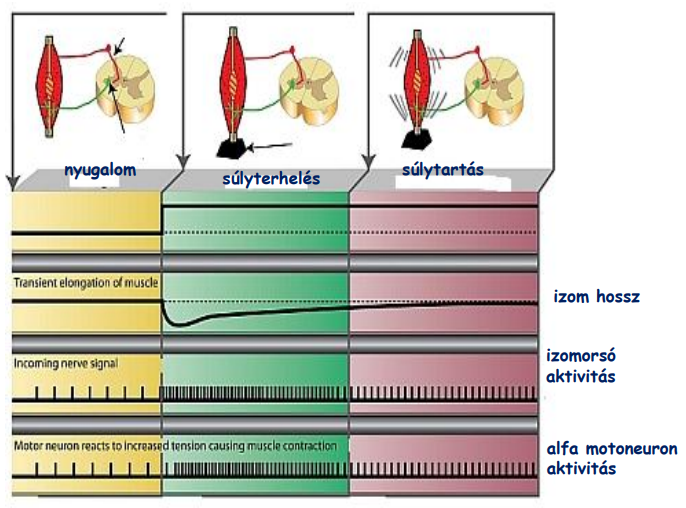 nyugalom
súlyterhelés
súlytartás
Transient elongation of muscle
izom hossz
Incoming nerve signal
izomorsó
aktivitás
Motor neuron reacts to increased tension causing muscle contraction
alfa motoneuron
aktivitás